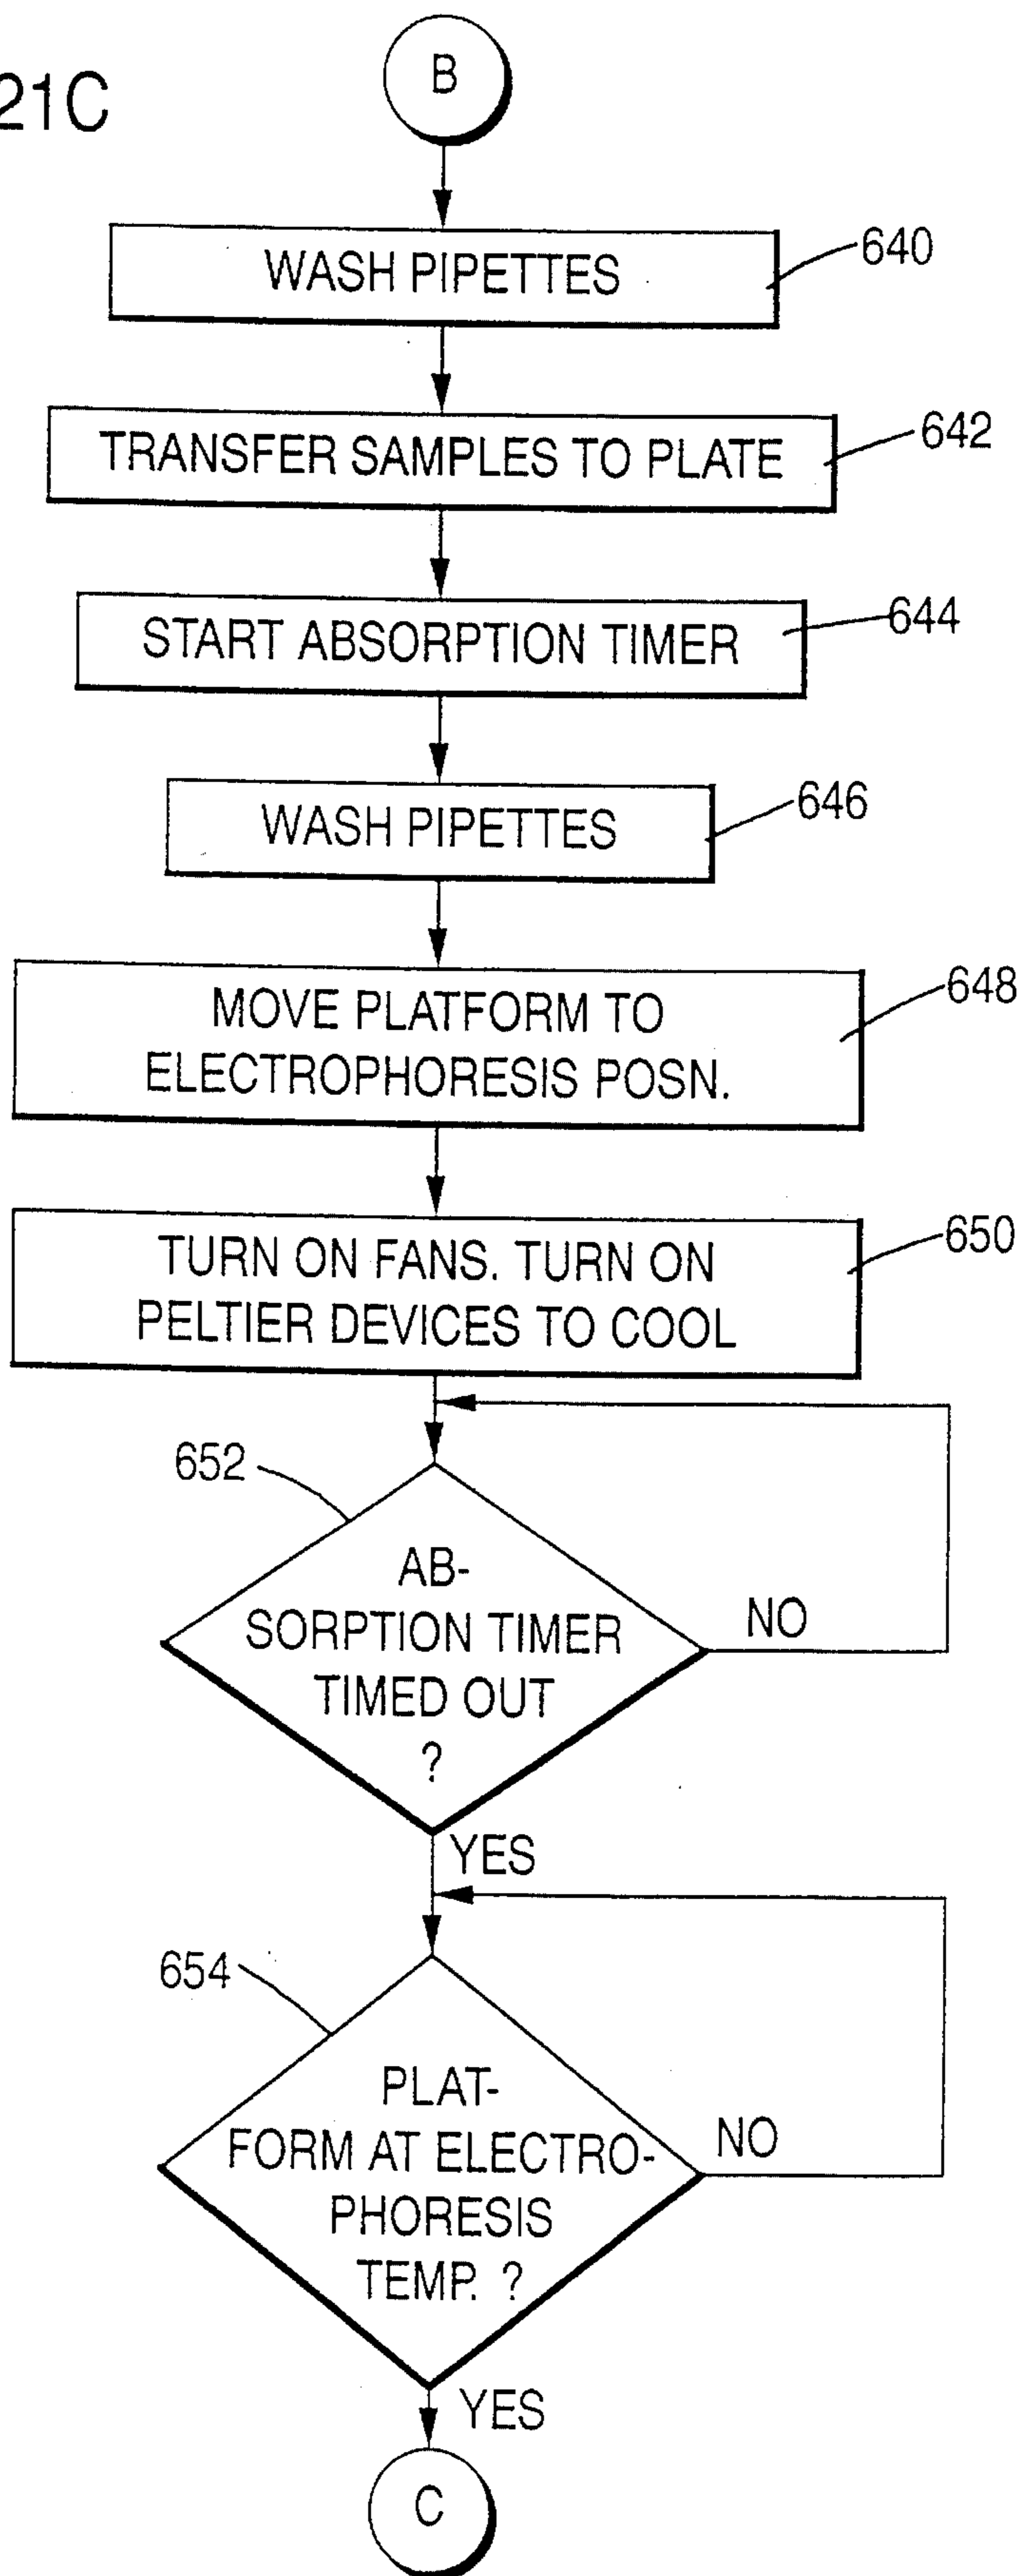 21C
B
WASH PIPETTES
640
TRANSFER SAMPLES TO PLATE
642
START ABSORPTION TIMER
644
WASH PIPETTES
646
MOVE PLATFORM TO
ELECTROPHORESIS POSN.
648
TURN ON FANS. TURN ON
PELTIER DEVICES TO COOL
650
652
AB-
SORPTION TIMER
TIMED OUT
?
NO
YES
654
PLAT-
FORM AT ELECTRO-
PHORESIS
TEMP. ?
NO
YES
C